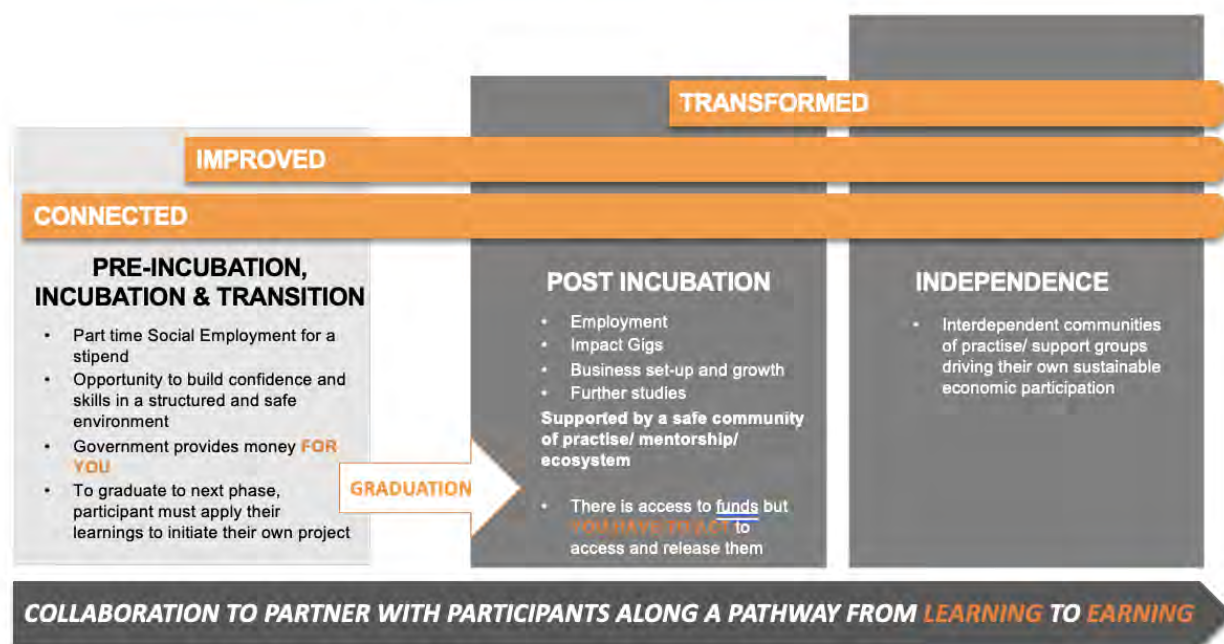 TRANSFORMED
IMPROVED
CONNECTED
PRE-INCUBATION,
INCUBATION & TRANSITION
• Part time Social Employment for a
stipend
• Opportunity to build confidence and
skills in a structured and safe
environment
• Government provides money FOR
YOU
• To graduate to next phase,
participant must apply their
learnings to initiate their own project
GRADUATION
POST INCUBATION
• Employment
• Impact Gigs
• Business set-up and growth
• Further studies
Supported by a safe community
of practise/ mentorship/
ecosystem
• There is access to funds but
YOU HAVE TO ACT to
access and release them
INDEPENDENCE
• Interdependent communities
of practise/ support groups
driving their own sustainable
economic participation
COLLABORATION TO PARTNER WITH PARTICIPANTS ALONG A PATHWAY FROM LEARNING TO EARNING